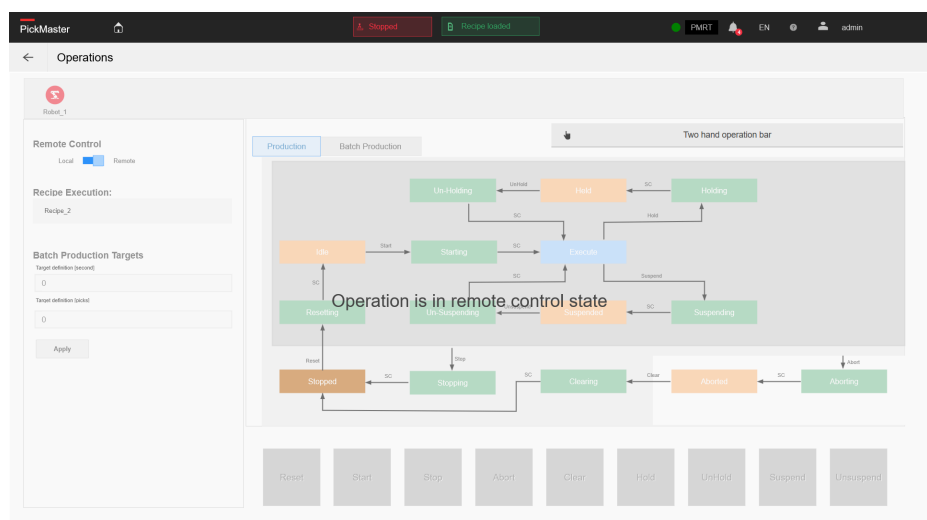 PickMaster
Stopped
Recipe loaded
PMRT
4
EN
admin
Operations
Robot_1
Remote Control
Local
Remote
Recipe Execution:
Recipe_2
Batch Production Targets
Target definition (second)
0
Target definition (picks)
0
Apply
Production
Batch Production
Two hand operation bar
Un-Holding
UnHold
Held
SC
Holding
SC
Hold
Idle
Start
Starting
SC
Execute
SC
SC
Suspend
Operation is in remote control state
Resetting
Un-Suspending
Suspended
SC
Suspending
Reset
Stop
Abort
Stopped
SC
Stopping
SC
Clearing
Clear
Aborted
SC
Aborting
Reset
Start
Stop
Abort
Clear
Hold
UnHold
Suspend
Unsuspend